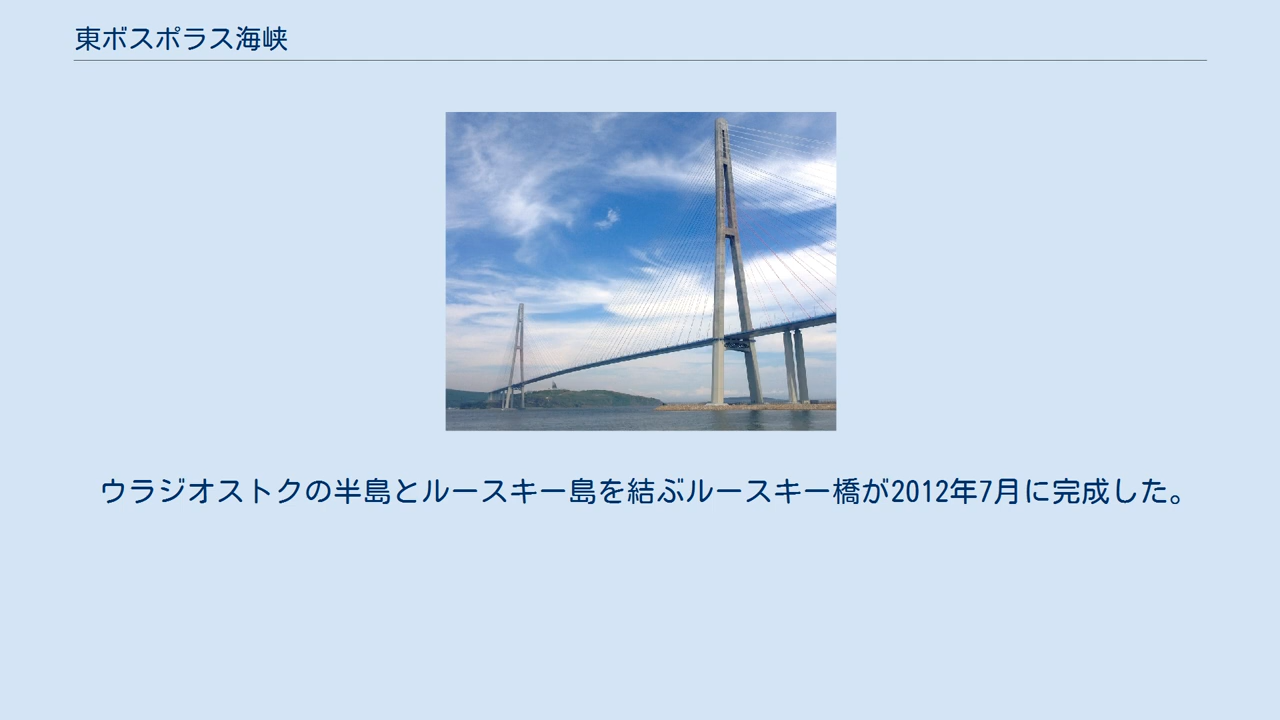 東ボスポラス海峡
ウラジオストクの半島とルースキー島を結ぶルースキー橋が2012年7月に完成した。